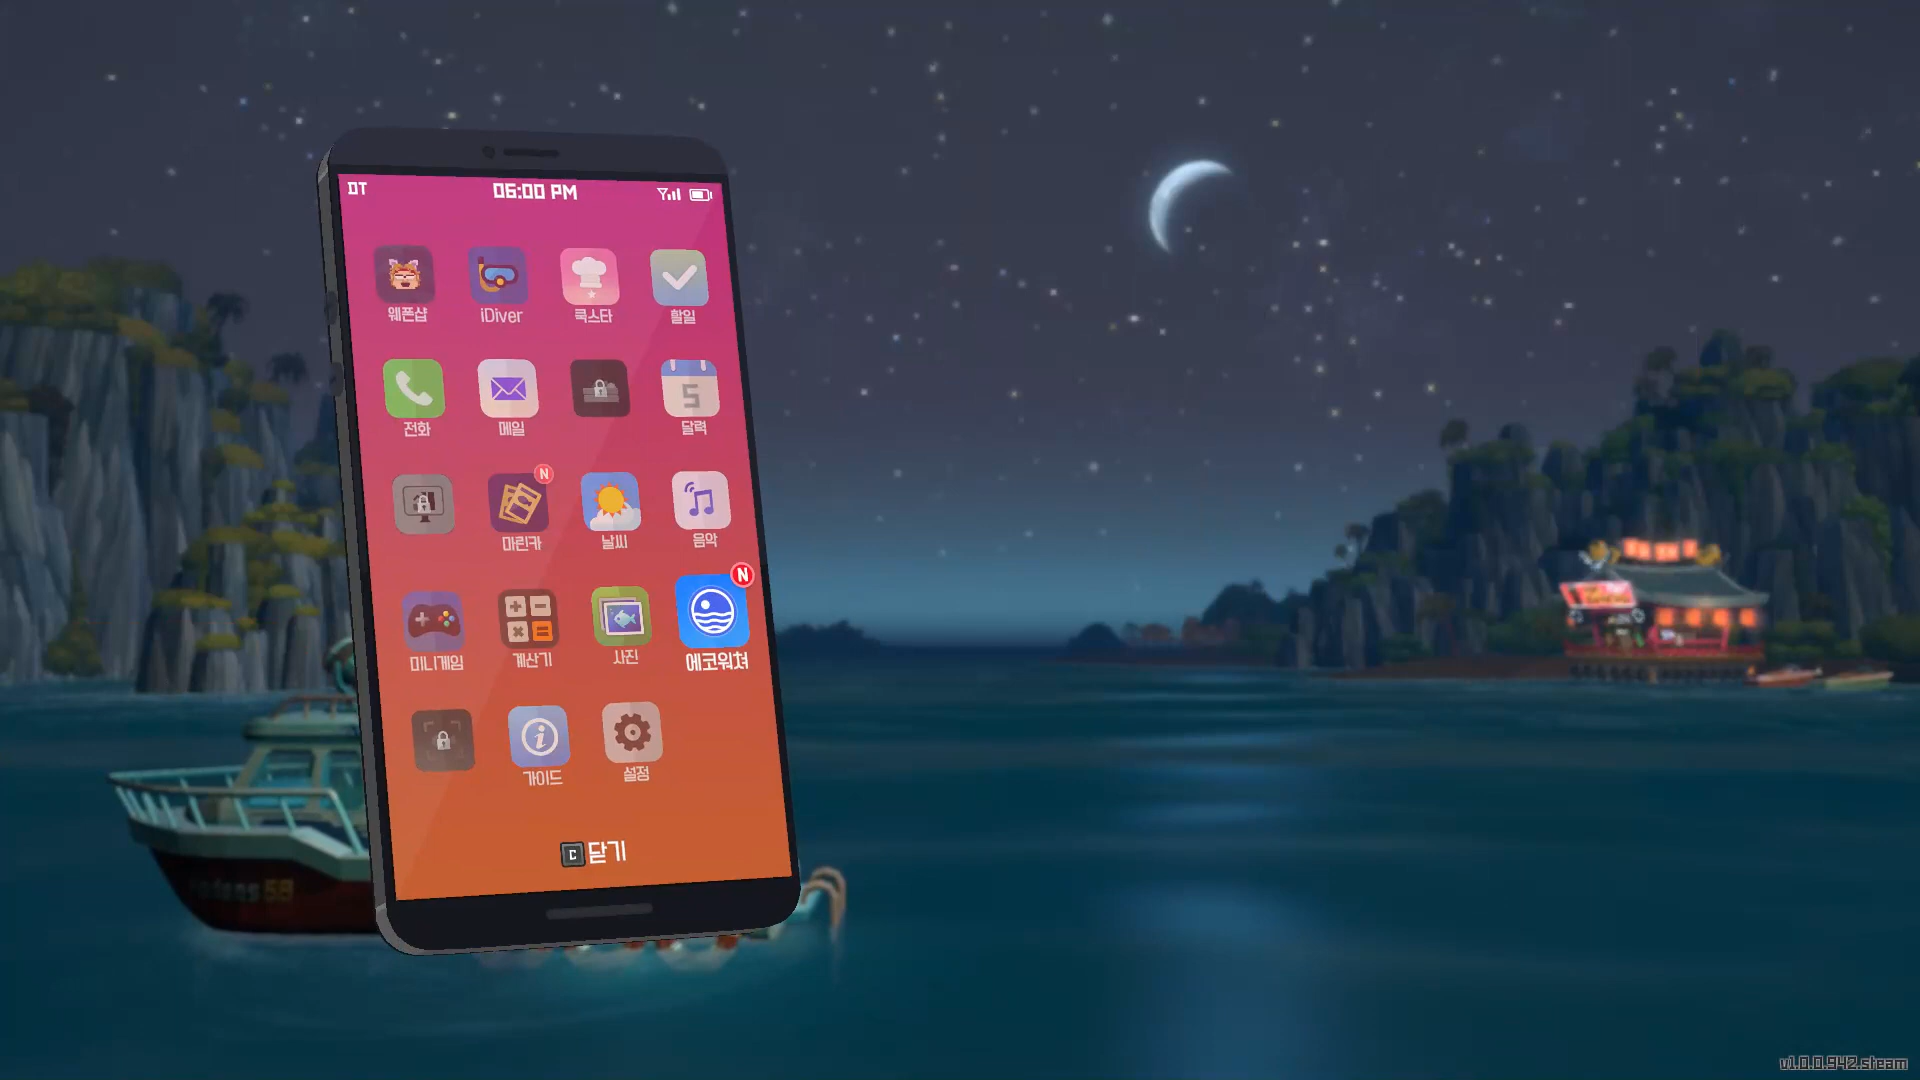 DT 06:00 PM
웨폰샵 iDiver 쿡스타 할일
전화 메일 5 달력
N
마린카 날씨 음악
N
미니게임 계산기 사진 에코워쳐
가이드 설정
C 닫기
v1.0.0.942.steam